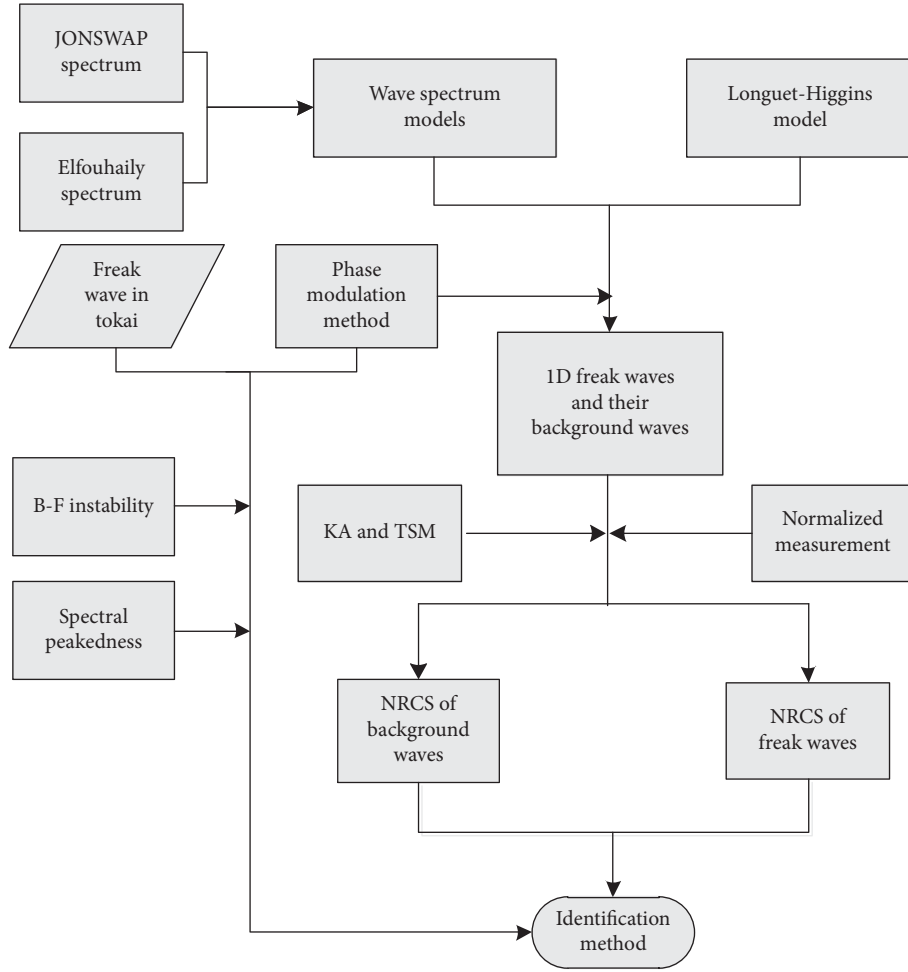 JONSWAP
spectrum
Wave spectrum
models
Longuet-Higgins
model
Elfouhaily
spectrum
Freak
wave in
tokai
Phase
modulation
method
1D freak waves
and their
background waves
B-F instability
KA and TSM
Normalized
measurement
Spectral
peakedness
NRCS of
background
waves
NRCS of
freak waves
Identification
method